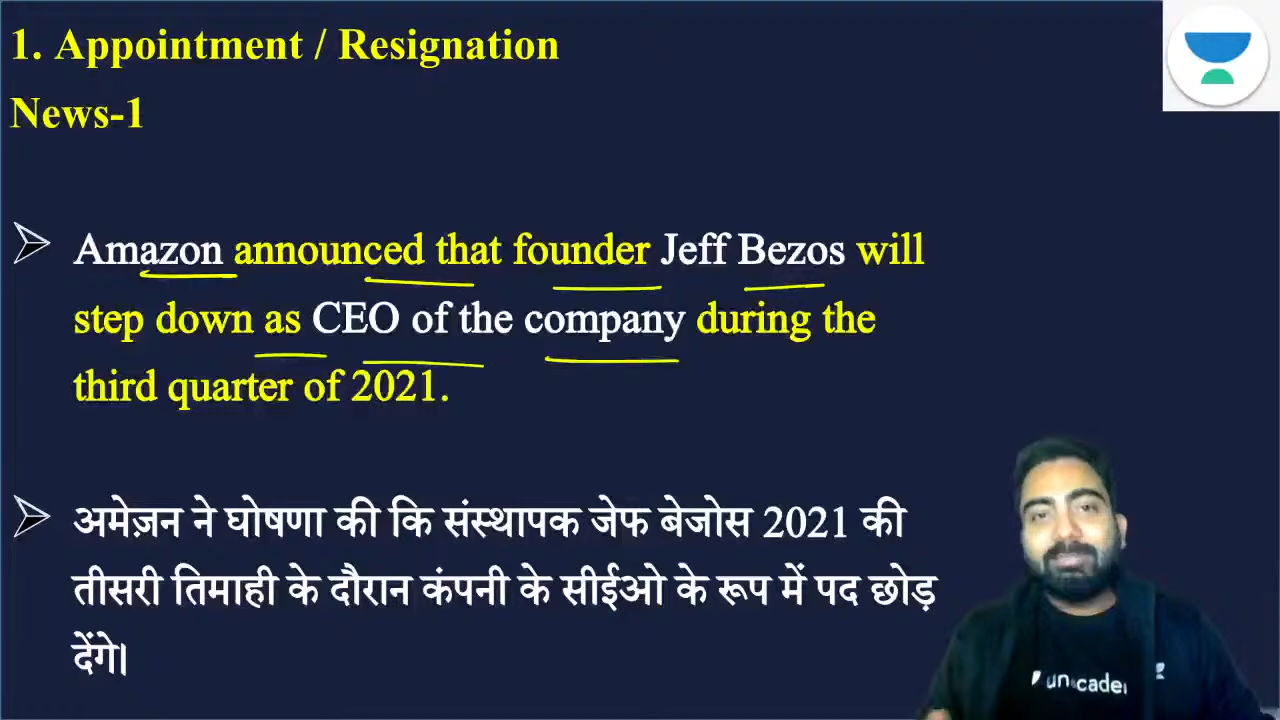 1. Appointment / Resignation
News-1
Amazon announced that founder Jeff Bezos will
step down as CEO of the company during the
third quarter of 2021.
अमेज़न ने घोषणा की कि संस्थापक जेफ बेजोस 2021 की
तीसरी तिमाही के दौरान कंपनी के सीईओ के रूप में पद छोड़
देंगे।